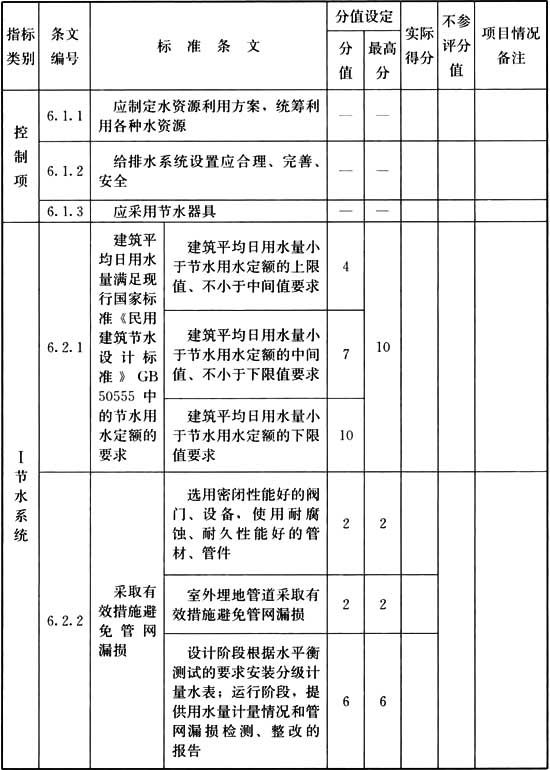 指标类别
条文编号
标 准 条 文
分值设定
分值
最高分
实际得分
不参评分值
项目情况备注
控制项
6.1.1
应制定水资源利用方案，统筹利
用各种水资源
—
—
6.1.2
给排水系统设置应合理、完善、
安全
—
—
6.1.3
应采用节水器具
—
—
Ⅰ节水系统
6.2.1
建筑平
均日用水
量满足现
行国家标
准《民用
建筑节水
设计标
准》GB
50555 中
的节水用
水定额的
要求
建筑平均日用水量小
于节水用水定额的上限
值、不小于中间值要求
4
10
建筑平均日用水量小
于节水用水定额的中间
值、不小于下限值要求
7
建筑平均日用水量小
于节水用水定额的下限
值要求
10
6.2.2
采取有
效措施避
免管网
漏损
选用密闭性能好的阀
门、设备，使用耐腐
蚀、耐久性能好的管
材、管件
2
2
室外埋地管道采取有
效措施避免管网漏损
2
2
设计阶段根据水平衡
测试的要求安装分级计
量水表；运行阶段，提
供用水量计量情况和管
网漏损检测、整改的
报告
6
6